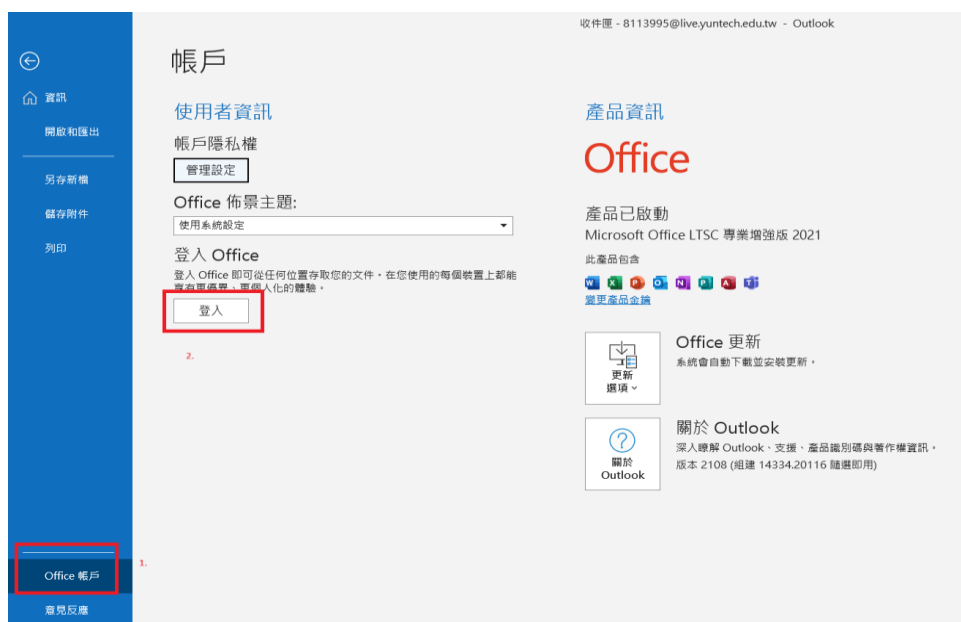 收件匣 - 8113995@live.yuntech.edu.tw - Outlook
帳戶
資訊
開啟和匯出
另存新檔
儲存附件
列印
Office 帳戶
意見反應
1.
使用者資訊
帳戶隱私權
管理設定
Office 佈景主題:
使用系統設定
登入 Office
登入 Office 即可從任何位置存取您的文件。在您使用的每個裝置上都能
享有更優異、更個人化的體驗。
登入
2.
產品資訊
Office
產品已啟動
Microsoft Office LTSC 專業增強版 2021
此產品包含
變更產品金鑰
更新
選項
Office 更新
系統會自動下載並安裝更新。
關於
Outlook
關於 Outlook
深入瞭解 Outlook、支援、產品識別碼與著作權資訊。
版本 2108 (組建 14334.20116 隨選即用)